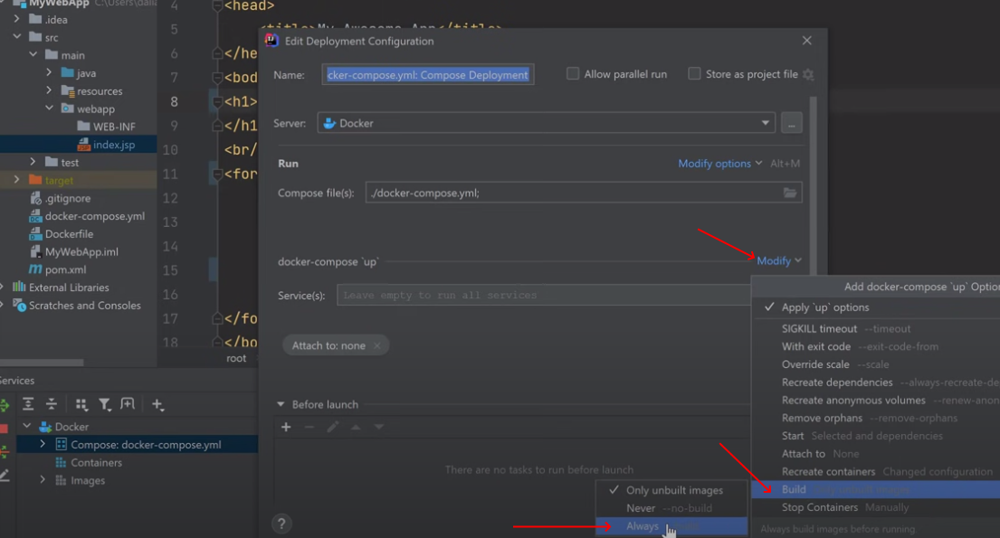 MyWebApp C:\Users\dalia
.idea
src
main
java
resources
webapp
WEB-INF
index.jsp
test
target
.gitignore
docker-compose.yml
Dockerfile
MyWebApp.iml
pom.xml
External Libraries
Scratches and Consoles
4 <head>
5 <title>My Awesome App</title>
6 </he
7 <bod
8 <h1>
9 </h1
10 <br/
11 <for
12
13
14
15
16
17 </fo
18 </bo
root
Edit Deployment Configuration
Name: cker-compose.yml: Compose Deployment
Allow parallel run
Store as project file
Server: Docker
...
Run
Modify options Alt+M
Compose file(s): ./docker-compose.yml;
docker-compose `up`
Modify
Service(s): Leave empty to run all services
Attach to: none ×
Before launch
There are no tasks to run before launch
?
Only unbuilt images
Never --no-build
Always
Add docker-compose `up` Optio
Apply `up` options
SIGKILL timeout --timeout
With exit code --exit-code-from
Override scale --scale
Recreate dependencies --always-recreate-de
Recreate anonymous volumes --renew-anon
Remove orphans --remove-orphans
Start Selected and dependencies
Attach to None
Recreate containers Changed configuration
Build Only unbuilt images
Stop Containers Manually
Always build images before running.
Services
Docker
Compose: docker-compose.yml
Containers
Images